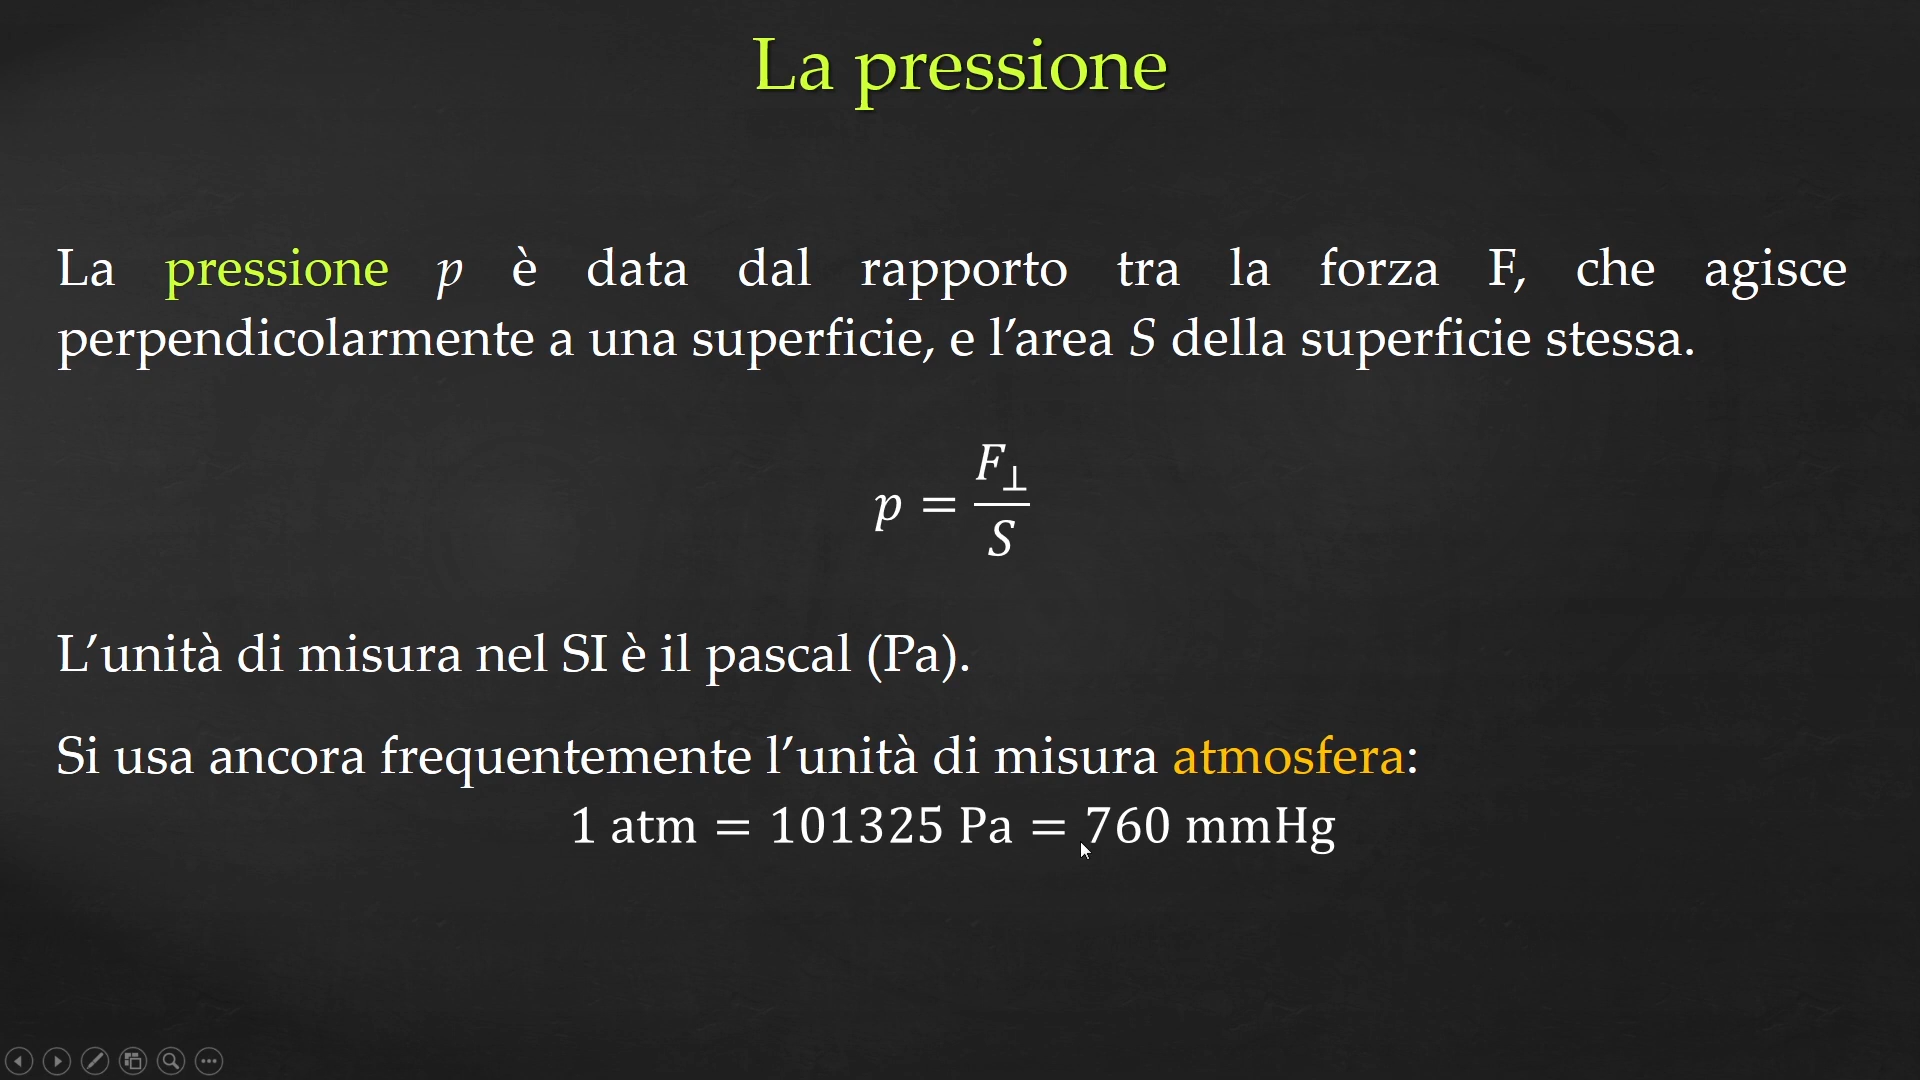 La pressione
La pressione p è data dal rapporto tra la forza F, che agisce
perpendicolarmente a una superficie, e l’area S della superficie stessa.
p = F⊥/S
L’unità di misura nel SI è il pascal (Pa).
Si usa ancora frequentemente l’unità di misura atmosfera:
1 atm = 101325 Pa = 760 mmHg